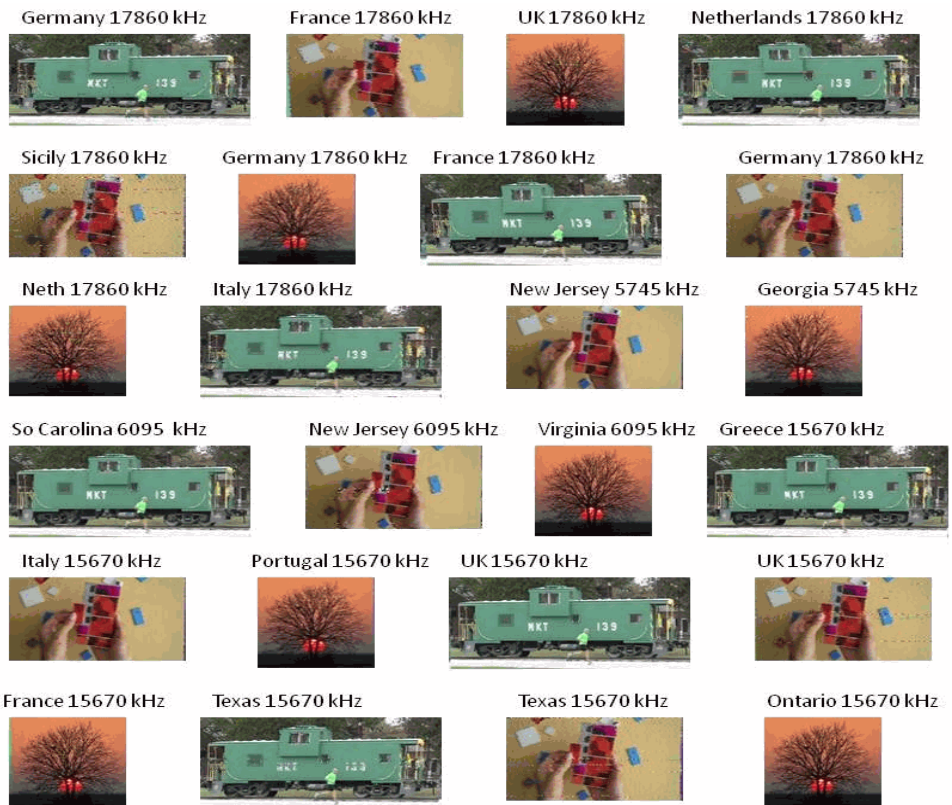 Germany 17860 kHz France 17860 kHz UK 17860 kHz Netherlands 17860 kHz
MKT 139 MKT 139
Sicily 17860 kHz Germany 17860 kHz France 17860 kHz Germany 17860 kHz
MKT 139
Neth 17860 kHz Italy 17860 kHz New Jersey 5745 kHz Georgia 5745 kHz
MKT 139
So Carolina 6095 kHz New Jersey 6095 kHz Virginia 6095 kHz Greece 15670 kHz
MKT 139 MKT 139
Italy 15670 kHz Portugal 15670 kHz UK 15670 kHz UK 15670 kHz
MKT 139
France 15670 kHz Texas 15670 kHz Texas 15670 kHz Ontario 15670 kHz